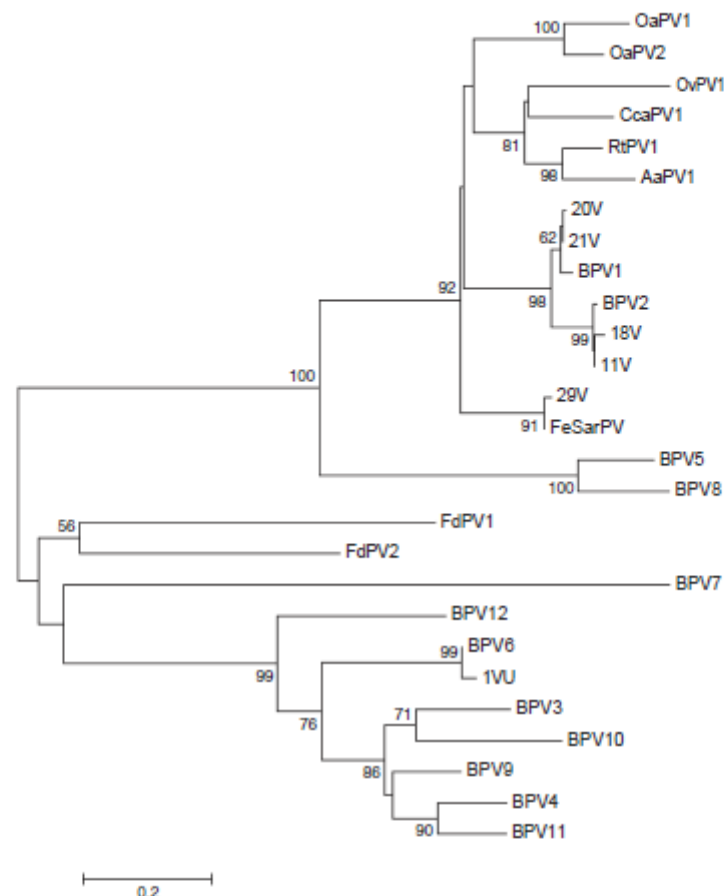 OaPV1
100
OaPV2
OvPV1
CcaPV1
81
RtPV1
98
AaPV1
20V
62
21V
BPV1
92
98
BPV2
99
18V
11V
100
29V
91
FeSarPV
BPV5
100
BPV8
56
FdPV1
FdPV2
BPV7
BPV12
99
BPV6
99
1VU
76
71
BPV3
BPV10
86
BPV9
BPV4
90
BPV11
0.2